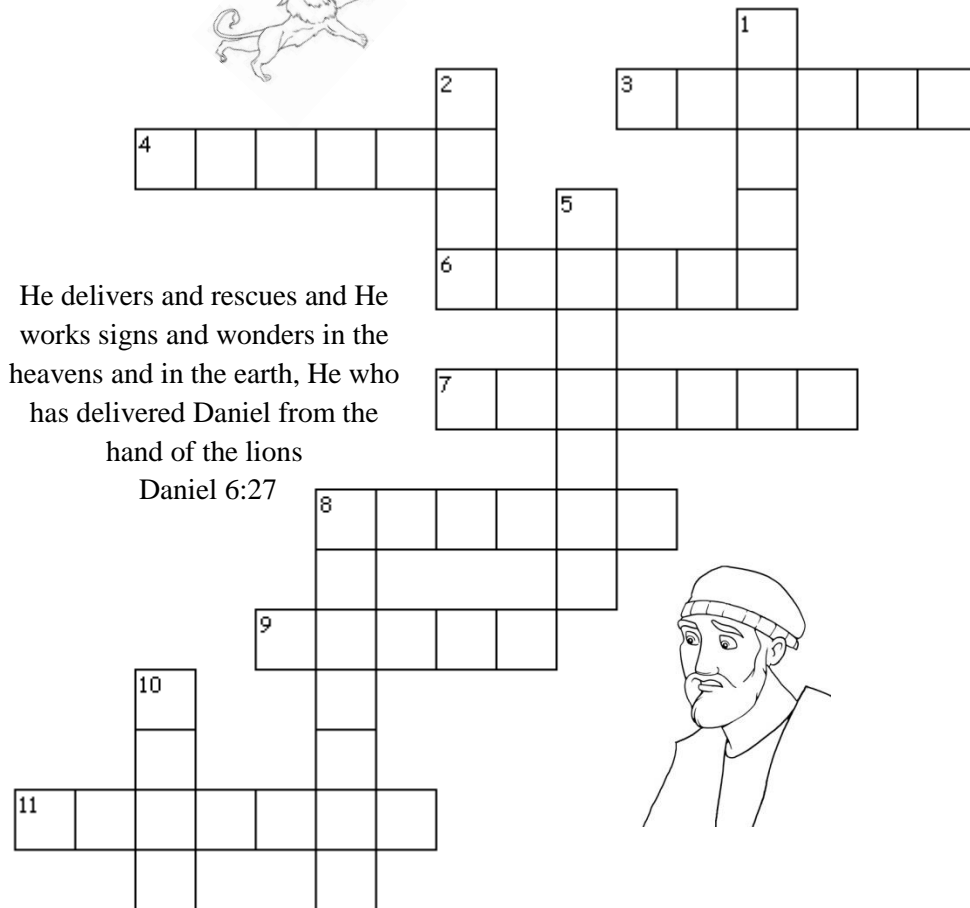 1
2
3
4
5
6
He delivers and rescues and He
works signs and wonders in the
heavens and in the earth, He who
has delivered Daniel from the
hand of the lions
Daniel 6:27
7
8
9
10
11